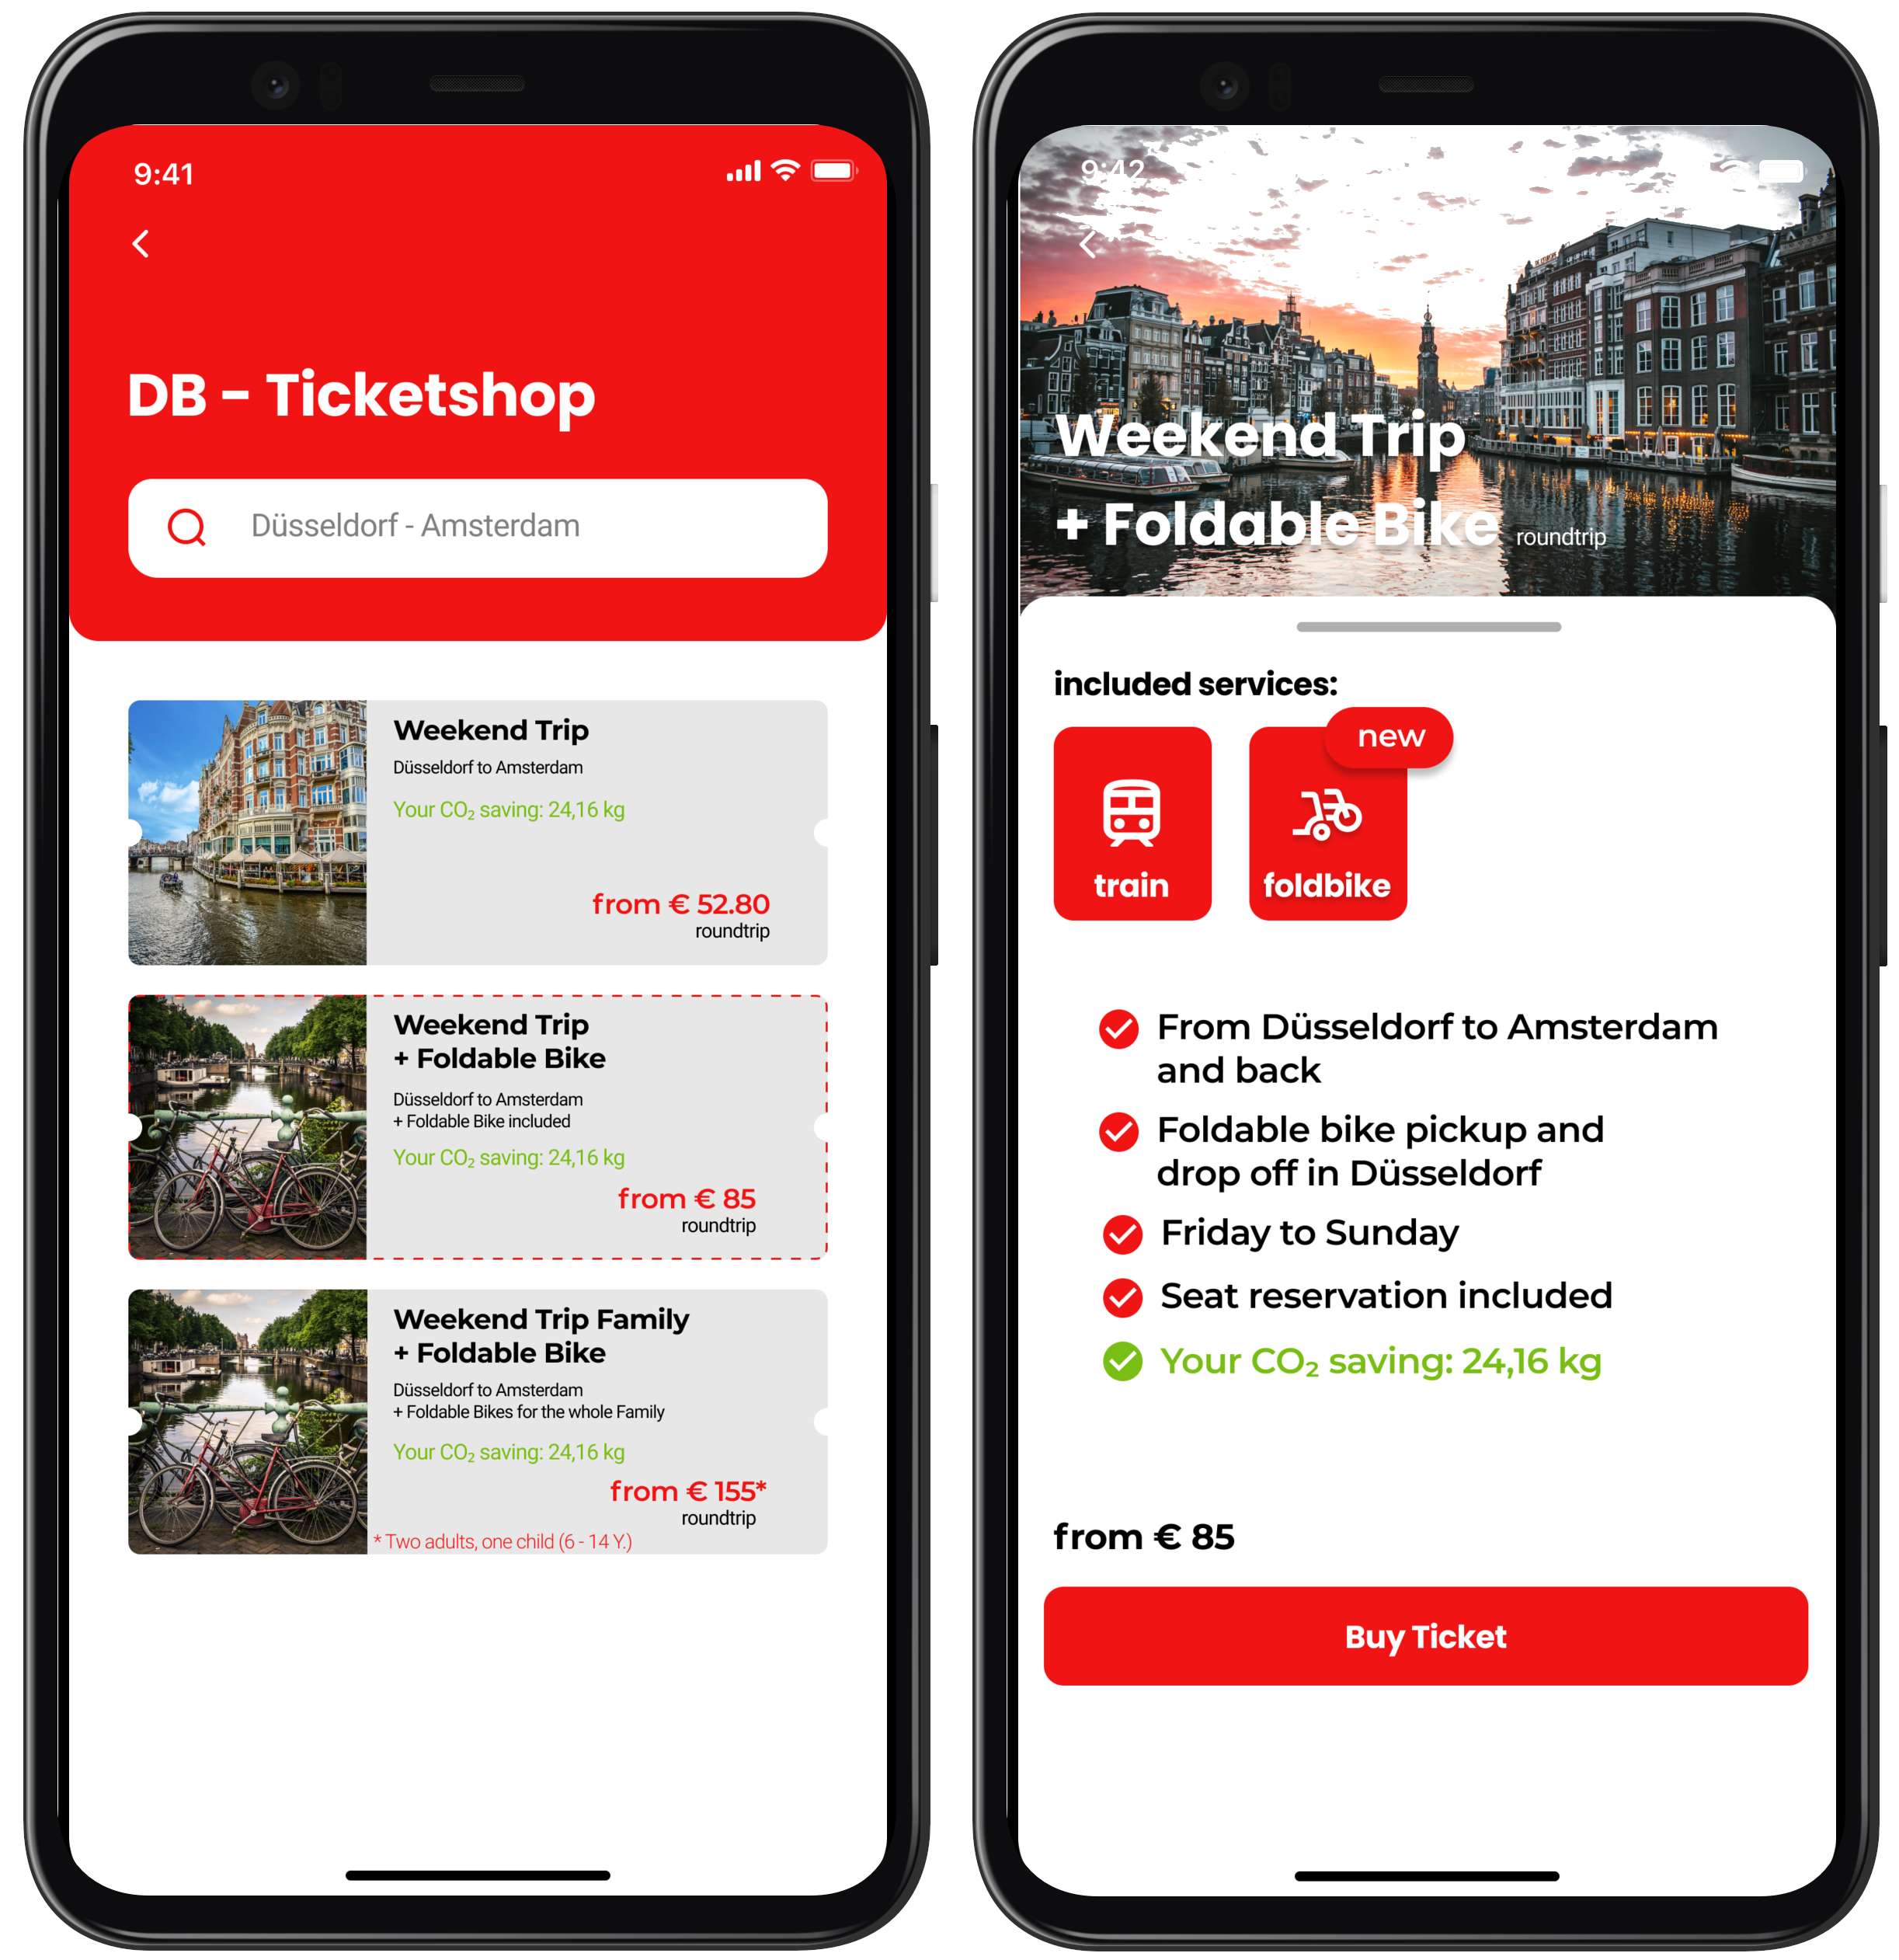 9:41
DB - Ticketshop
Düsseldorf - Amsterdam
Weekend Trip
Düsseldorf to Amsterdam
Your CO₂ saving: 24,16 kg
from € 52.80
roundtrip
Weekend Trip
+ Foldable Bike
Düsseldorf to Amsterdam
+ Foldable Bike included
Your CO₂ saving: 24,16 kg
from € 85
roundtrip
Weekend Trip Family
+ Foldable Bike
Düsseldorf to Amsterdam
+ Foldable Bikes for the whole Family
Your CO₂ saving: 24,16 kg
from € 155*
roundtrip
* Two adults, one child (6 - 14 Y.)
9:42
Weekend Trip
+ Foldable Bike roundtrip
included services:
new
train
foldbike
From Düsseldorf to Amsterdam
and back
Foldable bike pickup and
drop off in Düsseldorf
Friday to Sunday
Seat reservation included
Your CO₂ saving: 24,16 kg
from € 85
Buy Ticket